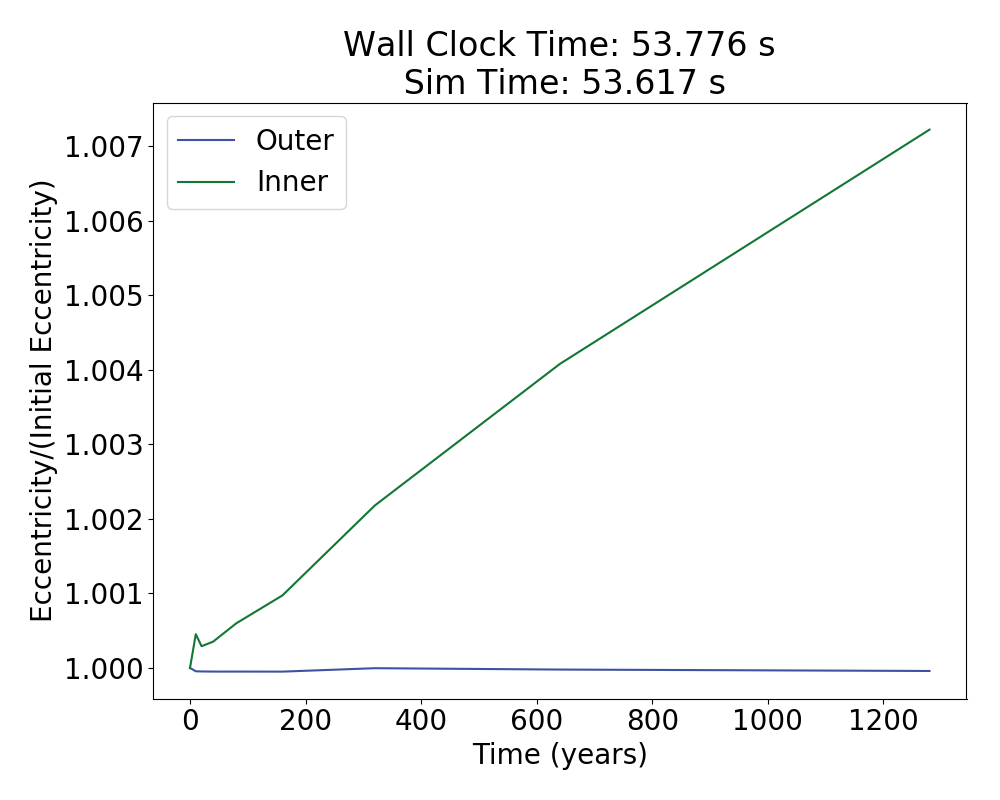 Wall Clock Time: 53.776 s
Sim Time: 53.617 s
Outer
Inner
Eccentricity/(Initial Eccentricity)
1.007
1.006
1.005
1.004
1.003
1.002
1.001
1.000
0 200 400 600 800 1000 1200
Time (years)